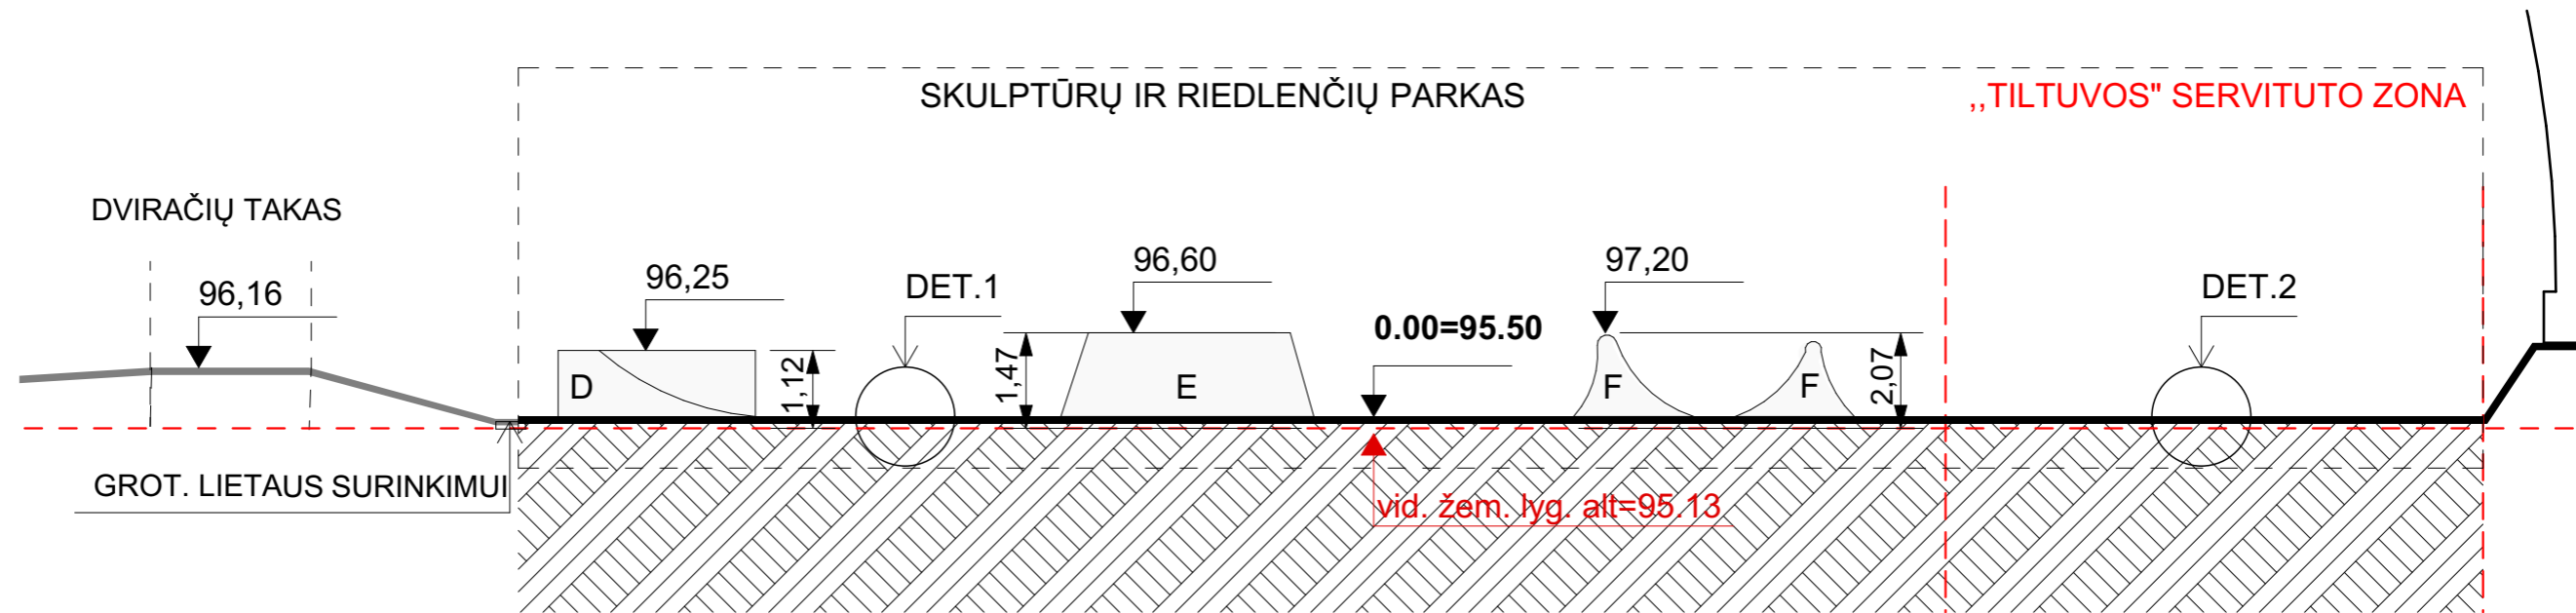 SKULPTŪRŲ IR RIEDLENČIŲ PARKAS
,,TILTUVOS" SERVITUTO ZONA
DVIRAČIŲ TAKAS
96,16
96,25
DET.1
96,60
0.00=95.50
97,20
DET.2
D
1,12
1,47
E
F
F
2,07
GROT. LIETAUS SURINKIMUI
vid. žem. lyg. alt=95.13